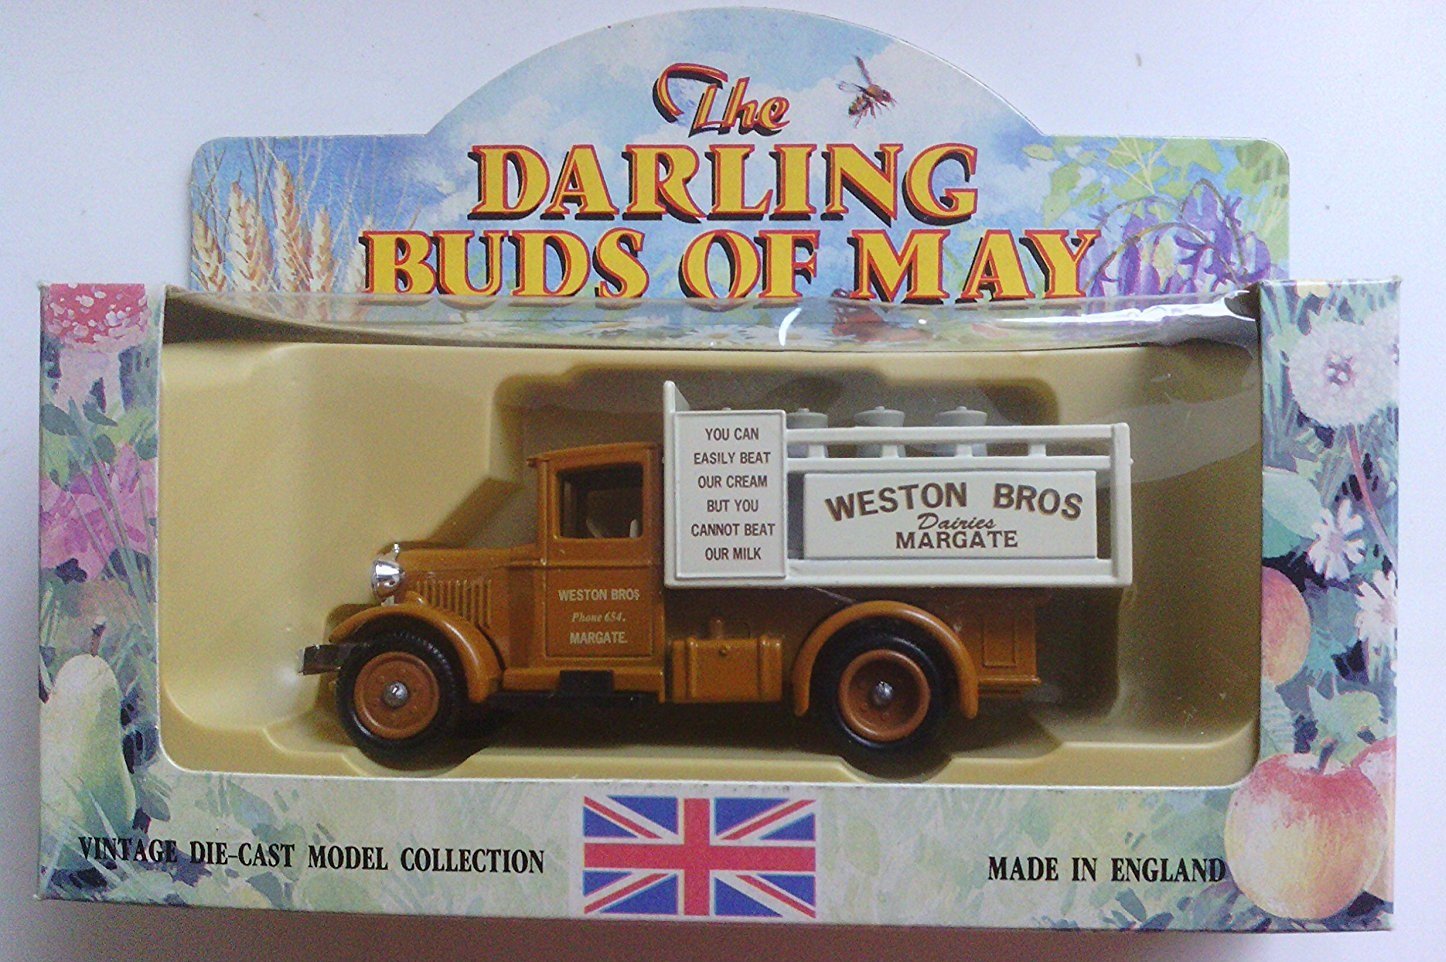 The
DARLING
BUDS OF MAY
YOU CAN
EASILY BEAT
OUR CREAM
BUT YOU
CANNOT BEAT
OUR MILK
WESTON BROS
Dairies
MARGATE
WESTON BROS
Phone 654.
MARGATE.
VINTAGE DIE-CAST MODEL COLLECTION
MADE IN ENGLAND